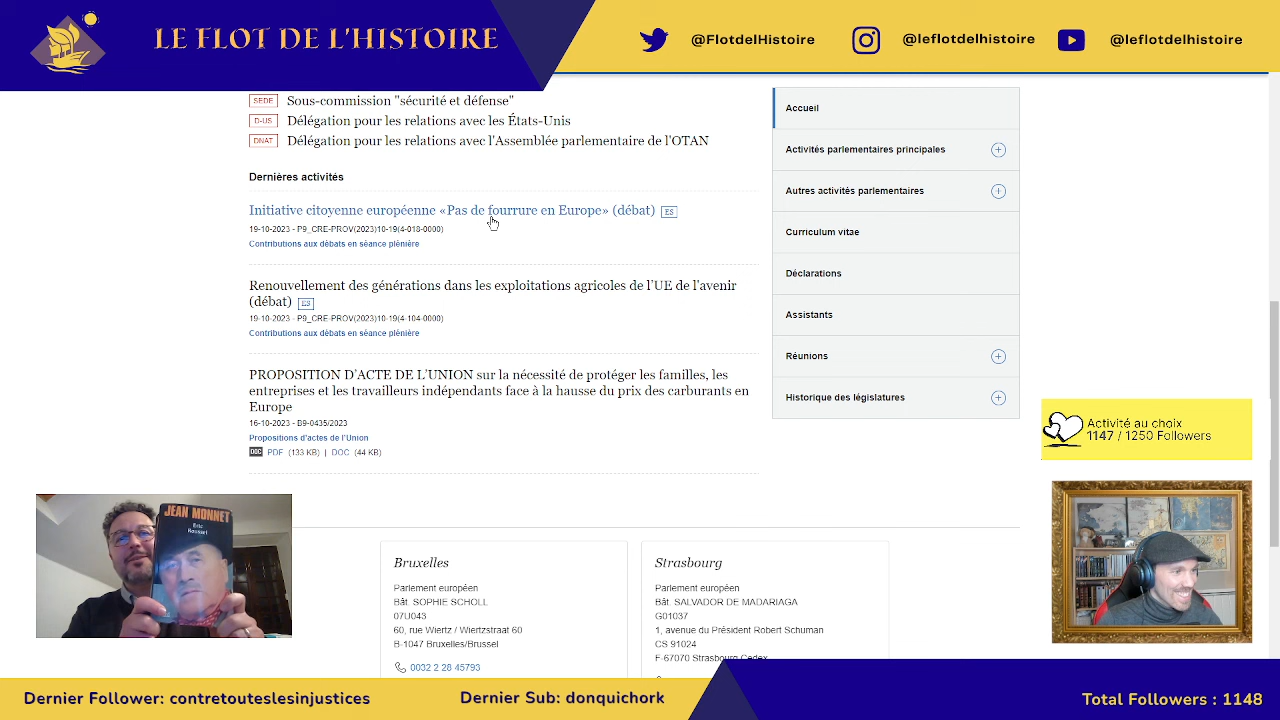 LE FLOT DE L'HISTOIRE
@FlotdelHistoire
@leflotdelhistoire
@leflotdelhistoire
SEDE Sous-commission "sécurité et défense"
D-US Délégation pour les relations avec les États-Unis
DNAT Délégation pour les relations avec l'Assemblée parlementaire de l'OTAN
Dernières activités
Initiative citoyenne européenne «Pas de fourrure en Europe» (débat) ES
19-10-2023 - P9_CRE-PROV(2023)10-19(4-018-0000)
Contributions aux débats en séance plénière
Renouvellement des générations dans les exploitations agricoles de l'UE de l'avenir
(débat) ES
19-10-2023 - P9_CRE-PROV(2023)10-19(4-104-0000)
Contributions aux débats en séance plénière
PROPOSITION D'ACTE DE L'UNION sur la nécessité de protéger les familles, les
entreprises et les travailleurs indépendants face à la hausse du prix des carburants en
Europe
16-10-2023 - B9-0435/2023
Propositions d'actes de l'Union
DOC PDF (133 KB) | DOC (44 KB)
Accueil
Activités parlementaires principales
Autres activités parlementaires
Curriculum vitae
Déclarations
Assistants
Réunions
Historique des législatures
Activité au choix
1147 / 1250 Followers
JEAN MONNET
Eric
Roussel
Bruxelles
Parlement européen
Bât. SOPHIE SCHOLL
07U043
60, rue Wiertz / Wiertzstraat 60
B-1047 Bruxelles/Brussel
0032 2 28 45793
Strasbourg
Parlement européen
Bât. SALVADOR DE MADARIAGA
G01037
1, avenue du Président Robert Schuman
CS 91024
F-67070 Strasbourg Cedex
Dernier Follower: contretouteslesinjustices
Dernier Sub: donquichork
Total Followers : 1148